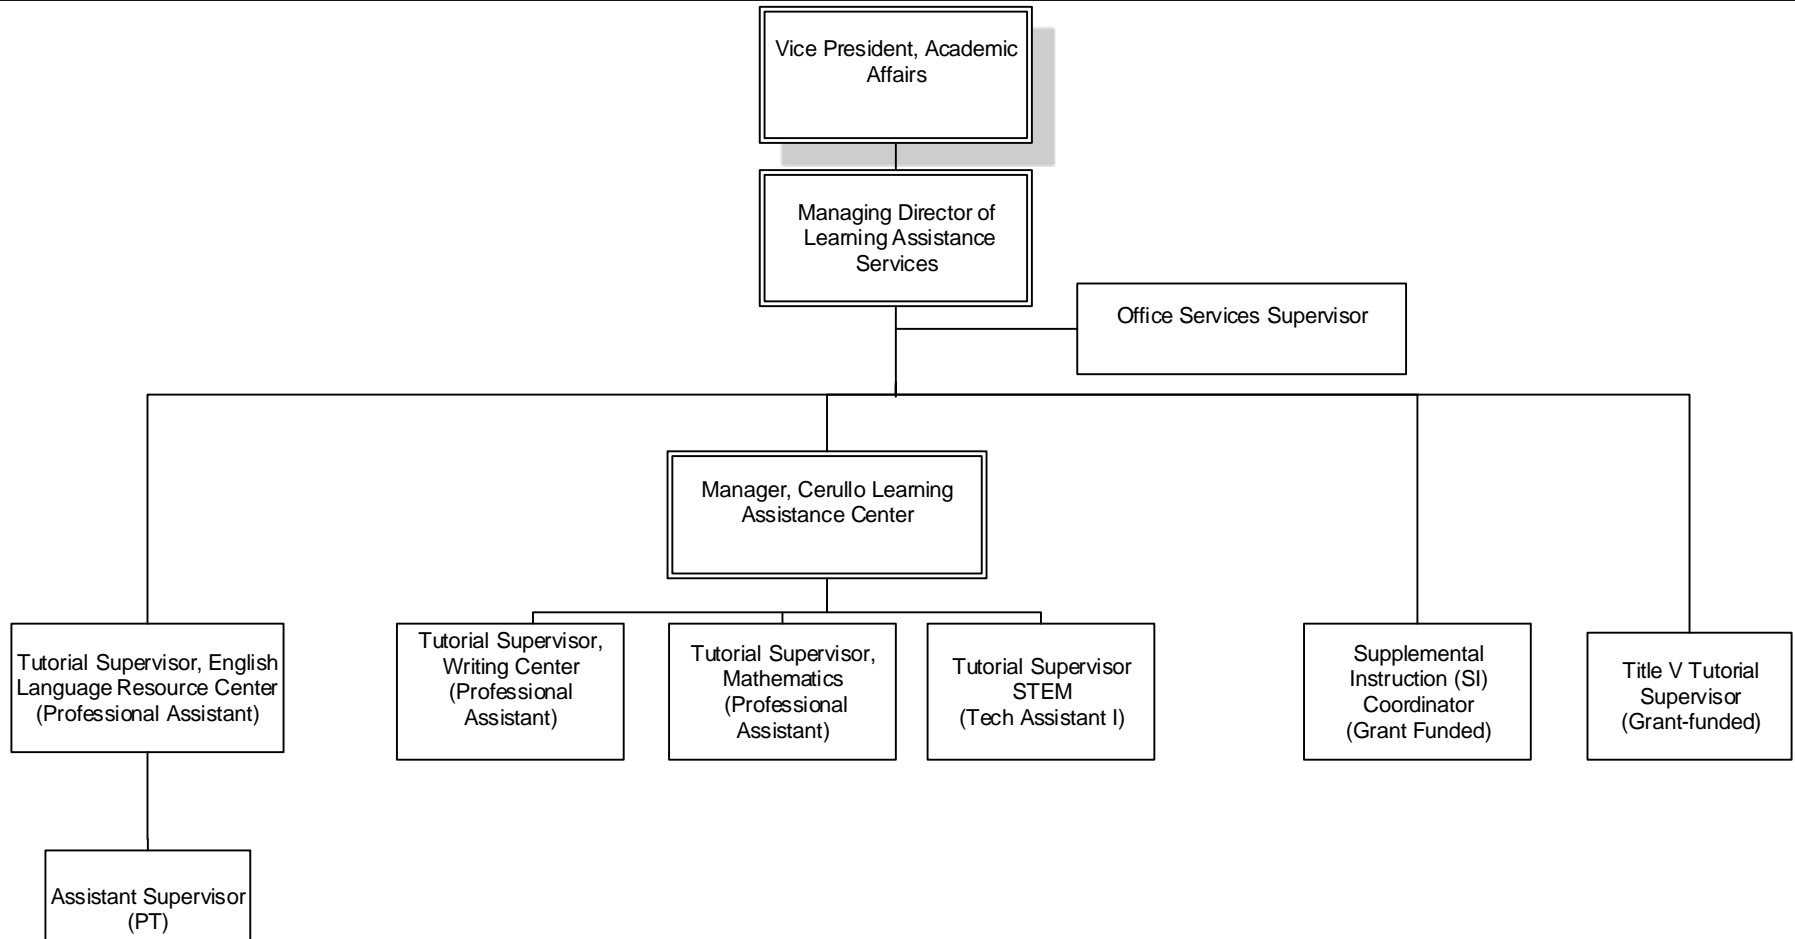 Vice President, Academic
Affairs
Managing Director of
Learning Assistance
Services
Office Services Supervisor
Manager, Cerullo Learning
Assistance Center
Tutorial Supervisor, English
Language Resource Center
(Professional Assistant)
Tutorial Supervisor,
Writing Center
(Professional
Assistant)
Tutorial Supervisor,
Mathematics
(Professional
Assistant)
Tutorial Supervisor
STEM
(Tech Assistant I)
Supplemental
Instruction (SI)
Coordinator
(Grant Funded)
Title V Tutorial
Supervisor
(Grant-funded)
Assistant Supervisor
(PT)